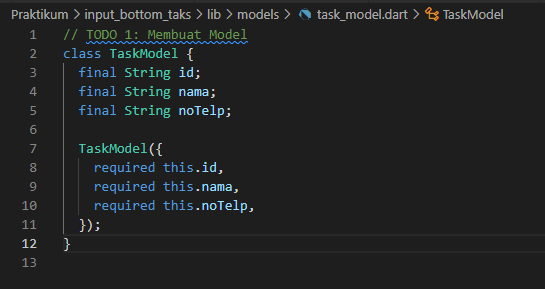 Praktikum > input_bottom_taks > lib > models > task_model.dart > TaskModel
1 // TODO 1: Membuat Model
2 class TaskModel {
3 final String id;
4 final String nama;
5 final String noTelp;
6
7 TaskModel({
8 required this.id,
9 required this.nama,
10 required this.noTelp,
11 });
12 }
13